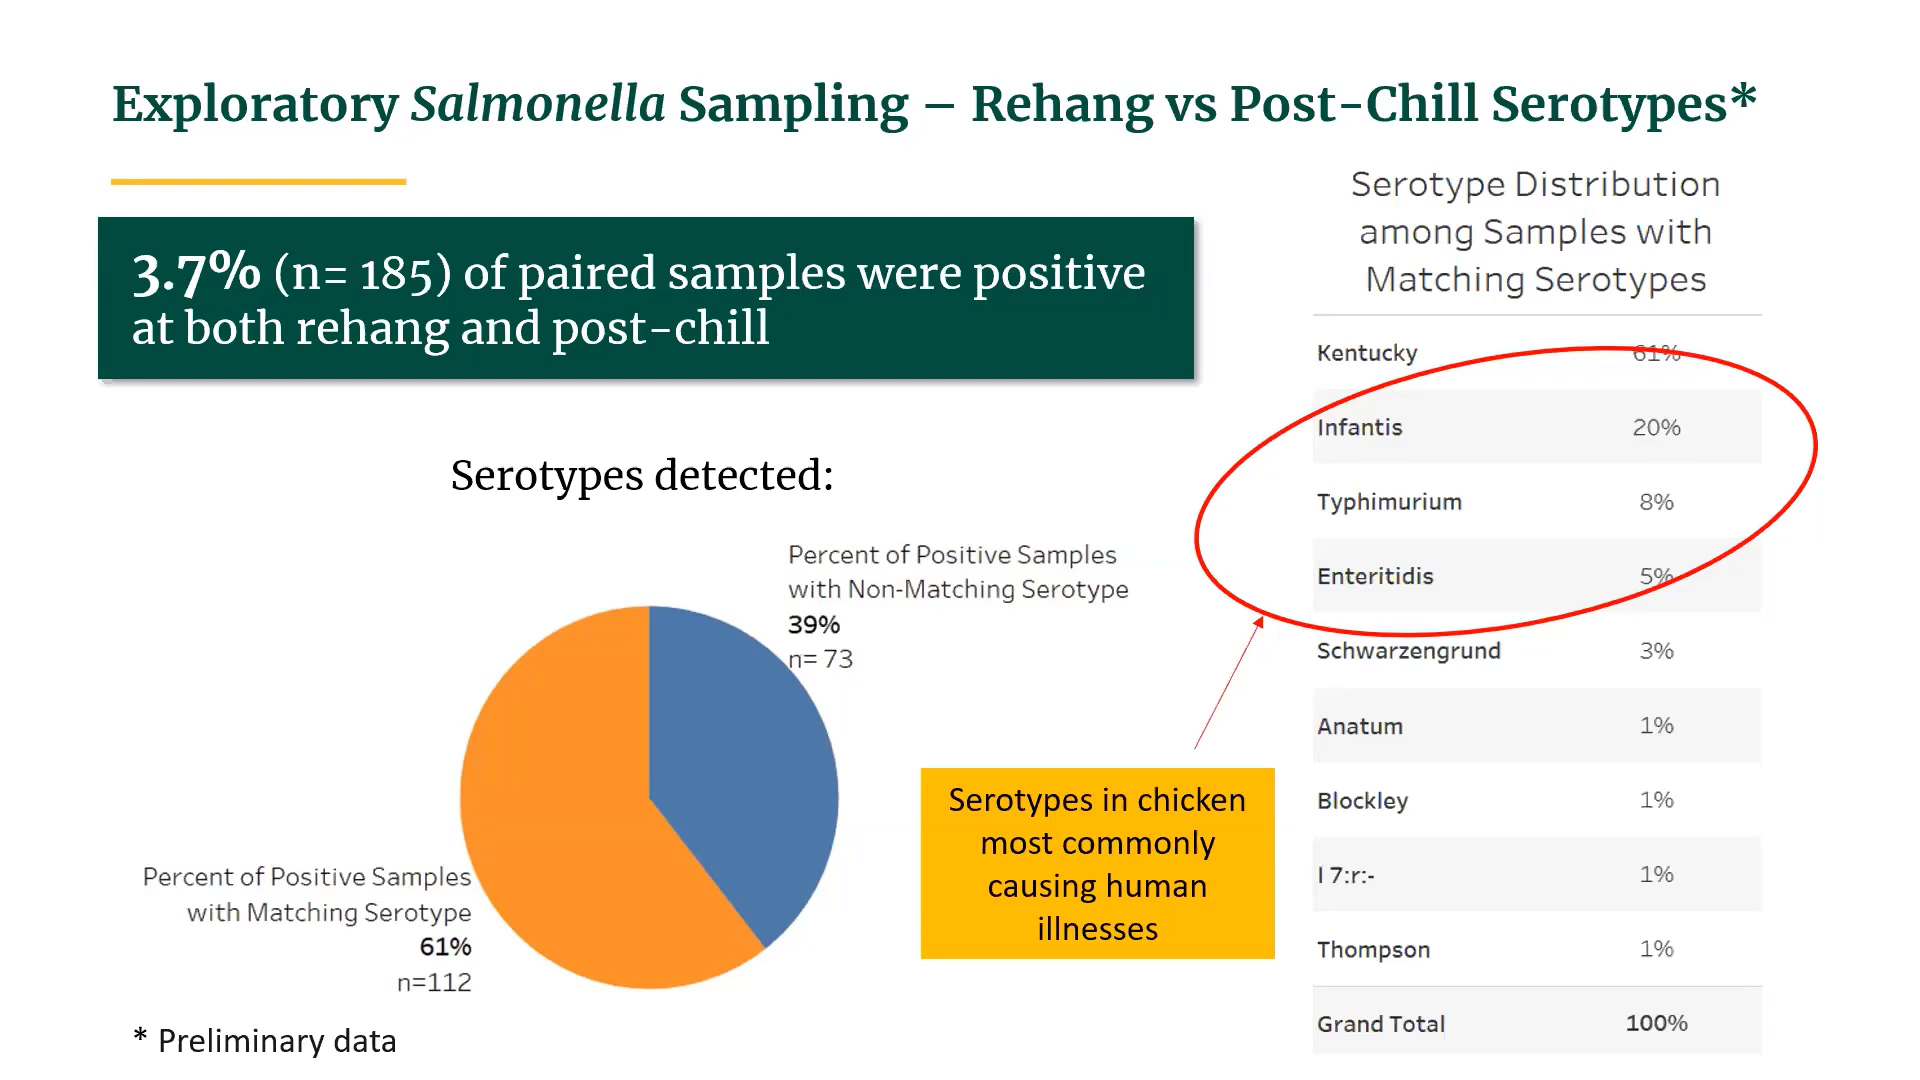 Exploratory Salmonella Sampling – Rehang vs Post-Chill Serotypes*
3.7% (n= 185) of paired samples were positive
at both rehang and post-chill
Serotypes detected:
Percent of Positive Samples
with Non-Matching Serotype
39%
n= 73
Percent of Positive Samples
with Matching Serotype
61%
n=112
* Preliminary data
Serotypes in chicken
most commonly
causing human
illnesses
Serotype Distribution
among Samples with
Matching Serotypes
Kentucky 61%
Infantis 20%
Typhimurium 8%
Enteritidis 5%
Schwarzengrund 3%
Anatum 1%
Blockley 1%
I 7:r:- 1%
Thompson 1%
Grand Total 100%